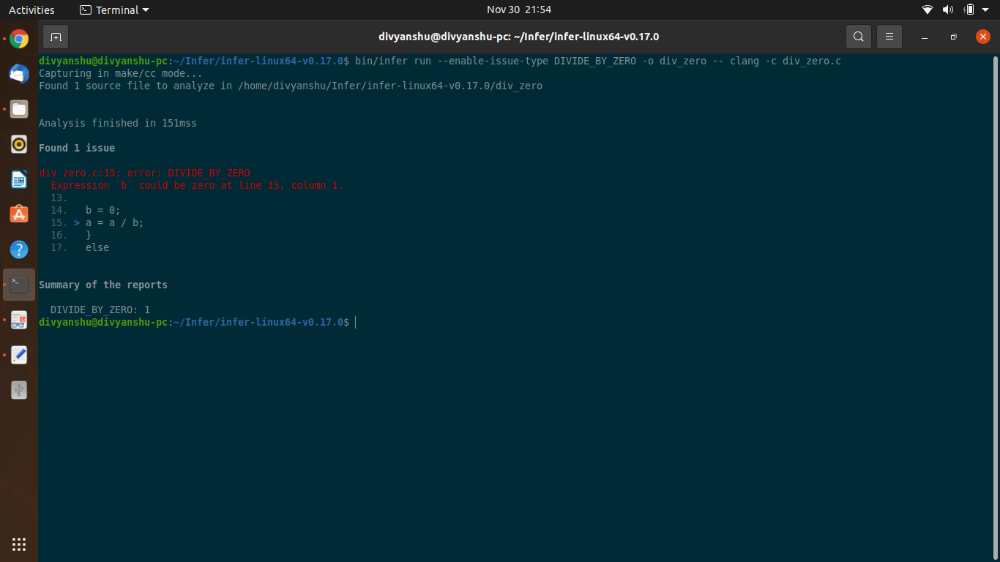 Activities
Terminal
Nov 30 21:54
divyanshu@divyanshu-pc: ~/Infer/infer-linux64-v0.17.0
divyanshu@divyanshu-pc:~/Infer/infer-linux64-v0.17.0$ bin/infer run --enable-issue-type DIVIDE_BY_ZERO -o div_zero -- clang -c div_zero.c
Capturing in make/cc mode...
Found 1 source file to analyze in /home/divyanshu/Infer/infer-linux64-v0.17.0/div_zero
Analysis finished in 151mss
Found 1 issue
div_zero.c:15: error: DIVIDE_BY_ZERO
Expression `b` could be zero at line 15, column 1.
13.
14. b = 0;
15. > a = a / b;
16. }
17. else
Summary of the reports
DIVIDE_BY_ZERO: 1
divyanshu@divyanshu-pc:~/Infer/infer-linux64-v0.17.0$